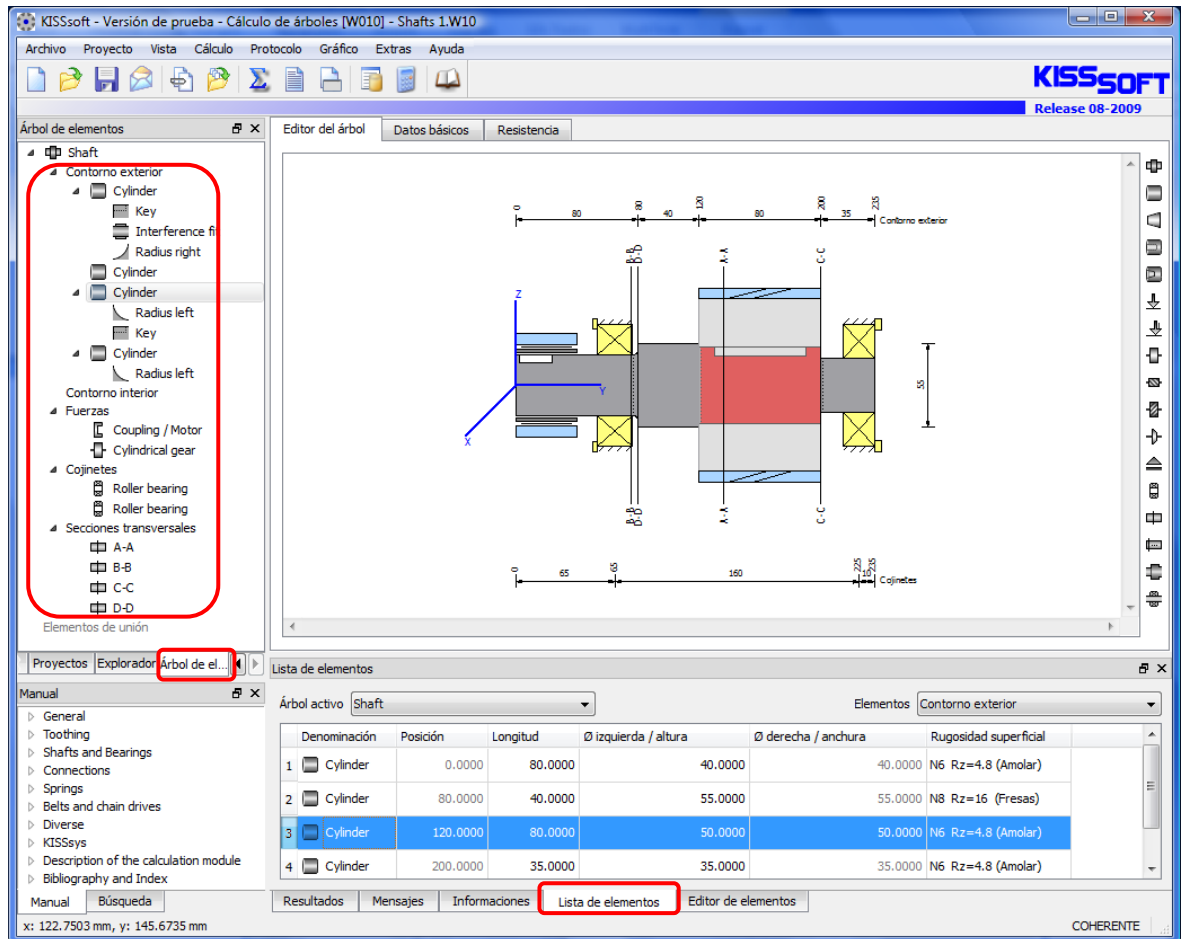 KISSsoft - Versión de prueba - Cálculo de árboles [W010] - Shafts 1.W10
Archivo Proyecto Vista Cálculo Protocolo Gráfico Extras Ayuda
KISSSOFT
Release 08-2009
Árbol de elementos
Shaft
Contorno exterior
Cylinder
Key
Interference fi
Radius right
Cylinder
Cylinder
Radius left
Key
Cylinder
Radius left
Contorno interior
Fuerzas
Coupling / Motor
Cylindrical gear
Cojinetes
Roller bearing
Roller bearing
Secciones transversales
A-A
B-B
C-C
D-D
Elementos de unión
Proyectos Explorador Árbol de el...
Manual
General
Toothing
Shafts and Bearings
Connections
Springs
Belts and chain drives
Diverse
KISSsys
Description of the calculation module
Bibliography and Index
Manual Búsqueda
Editor del árbol Datos básicos Resistencia
0 80 120 200 235
80 40 80 35 Contorno exterior
B-B D-D A-A C-C
Z
Y
X
55
B-B D-D A-A C-C
0 65 225 235
65 160 10 Cojinetes
Lista de elementos
Árbol activo Shaft Elementos Contorno exterior
Denominación Posición Longitud Ø izquierda / altura Ø derecha / anchura Rugosidad superficial
1 Cylinder 0.0000 80.0000 40.0000 40.0000 N6 Rz=4.8 (Amolar)
2 Cylinder 80.0000 40.0000 55.0000 55.0000 N8 Rz=16 (Fresas)
3 Cylinder 120.0000 80.0000 50.0000 50.0000 N6 Rz=4.8 (Amolar)
4 Cylinder 200.0000 35.0000 35.0000 35.0000 N6 Rz=4.8 (Amolar)
Resultados Mensajes Informaciones Lista de elementos Editor de elementos
x: 122.7503 mm, y: 145.6735 mm COHERENTE